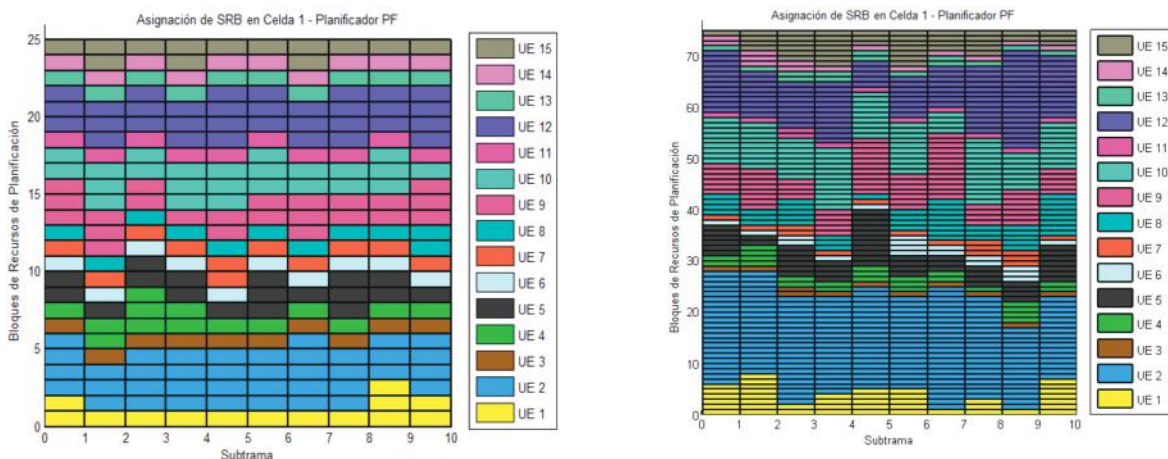 Asignación de SRB en Celda 1 - Planificador PF
Bloques de Recursos de Planificación
25
20
15
10
5
0
0 1 2 3 4 5 6 7 8 9 10
Subtrama
UE 15
UE 14
UE 13
UE 12
UE 11
UE 10
UE 9
UE 8
UE 7
UE 6
UE 5
UE 4
UE 3
UE 2
UE 1
Asignación de SRB en Celda 1 - Planificador PF
Bloques de Recursos de Planificación
70
60
50
40
30
20
10
0
0 1 2 3 4 5 6 7 8 9 10
Subtrama
UE 15
UE 14
UE 13
UE 12
UE 11
UE 10
UE 9
UE 8
UE 7
UE 6
UE 5
UE 4
UE 3
UE 2
UE 1